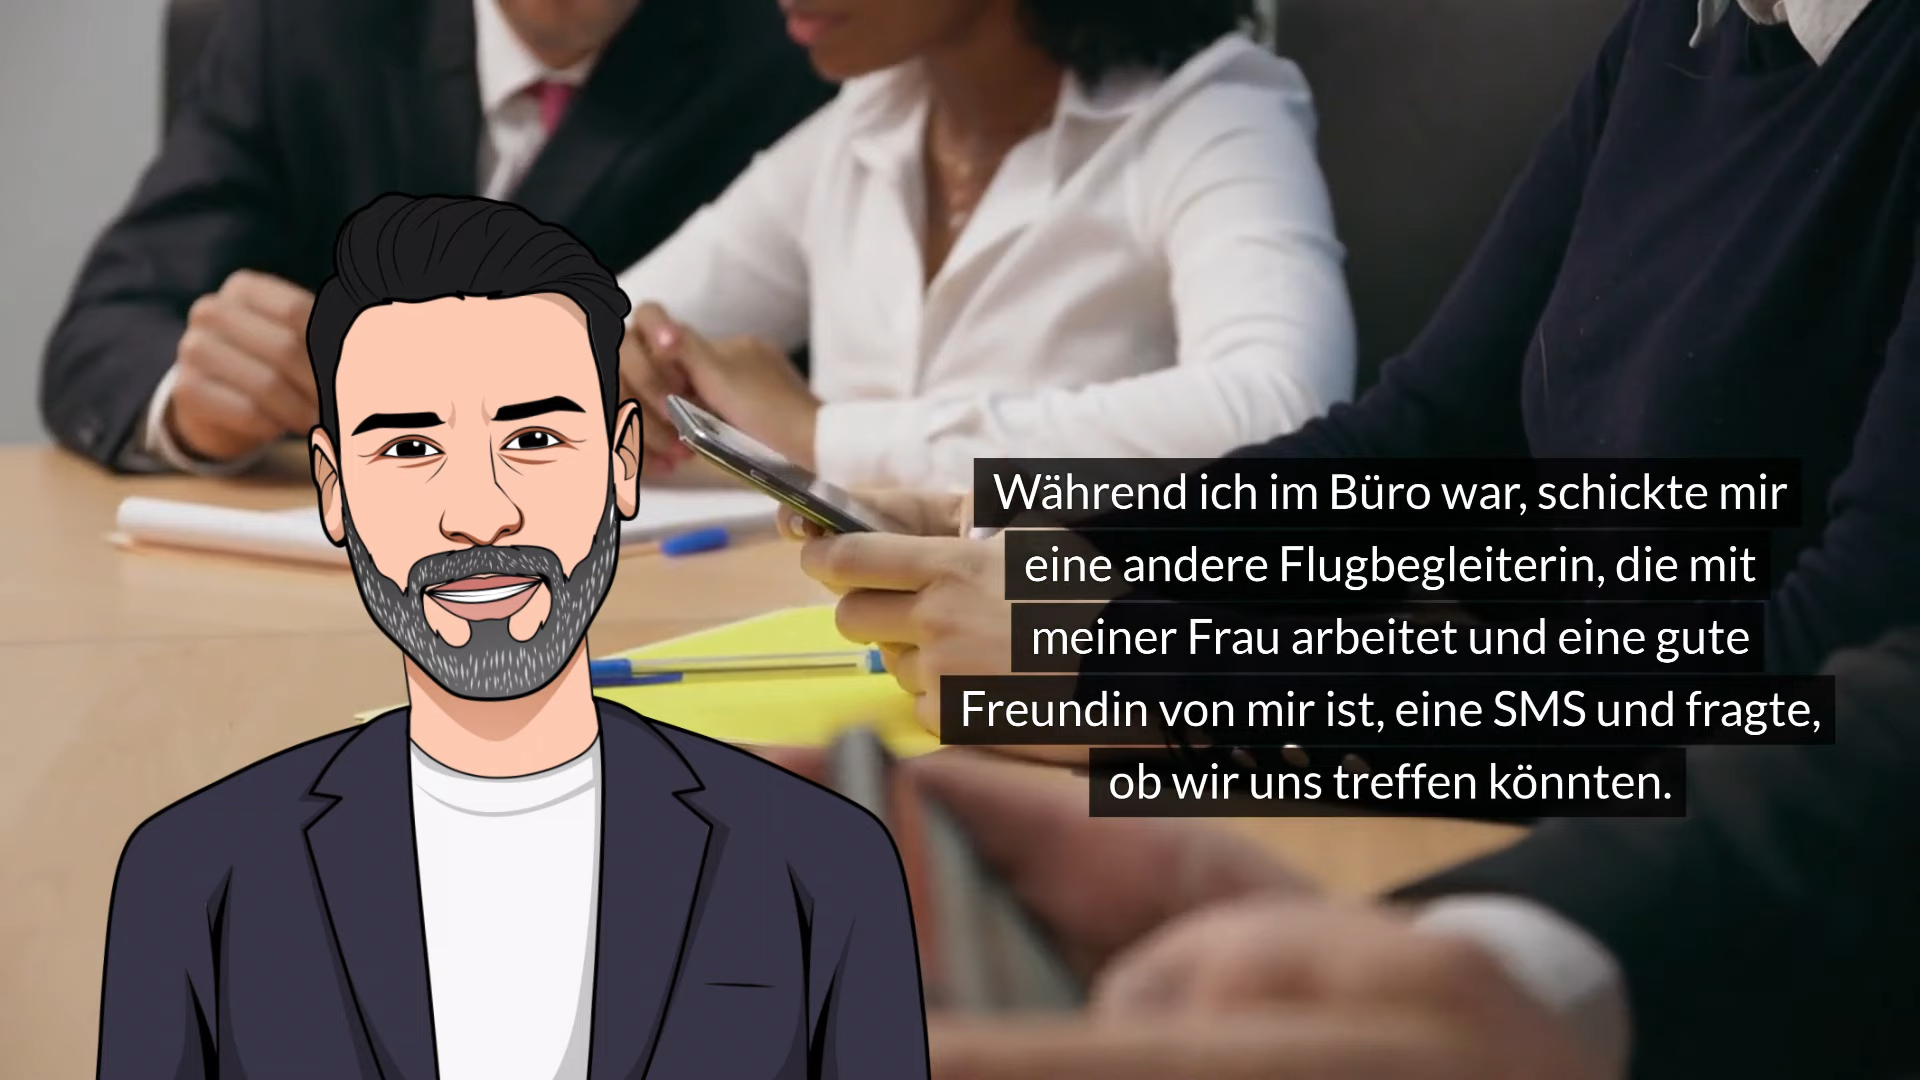 Während ich im Büro war, schickte mir
eine andere Flugbegleiterin, die mit
meiner Frau arbeitet und eine gute
Freundin von mir ist, eine SMS und fragte,
ob wir uns treffen könnten.